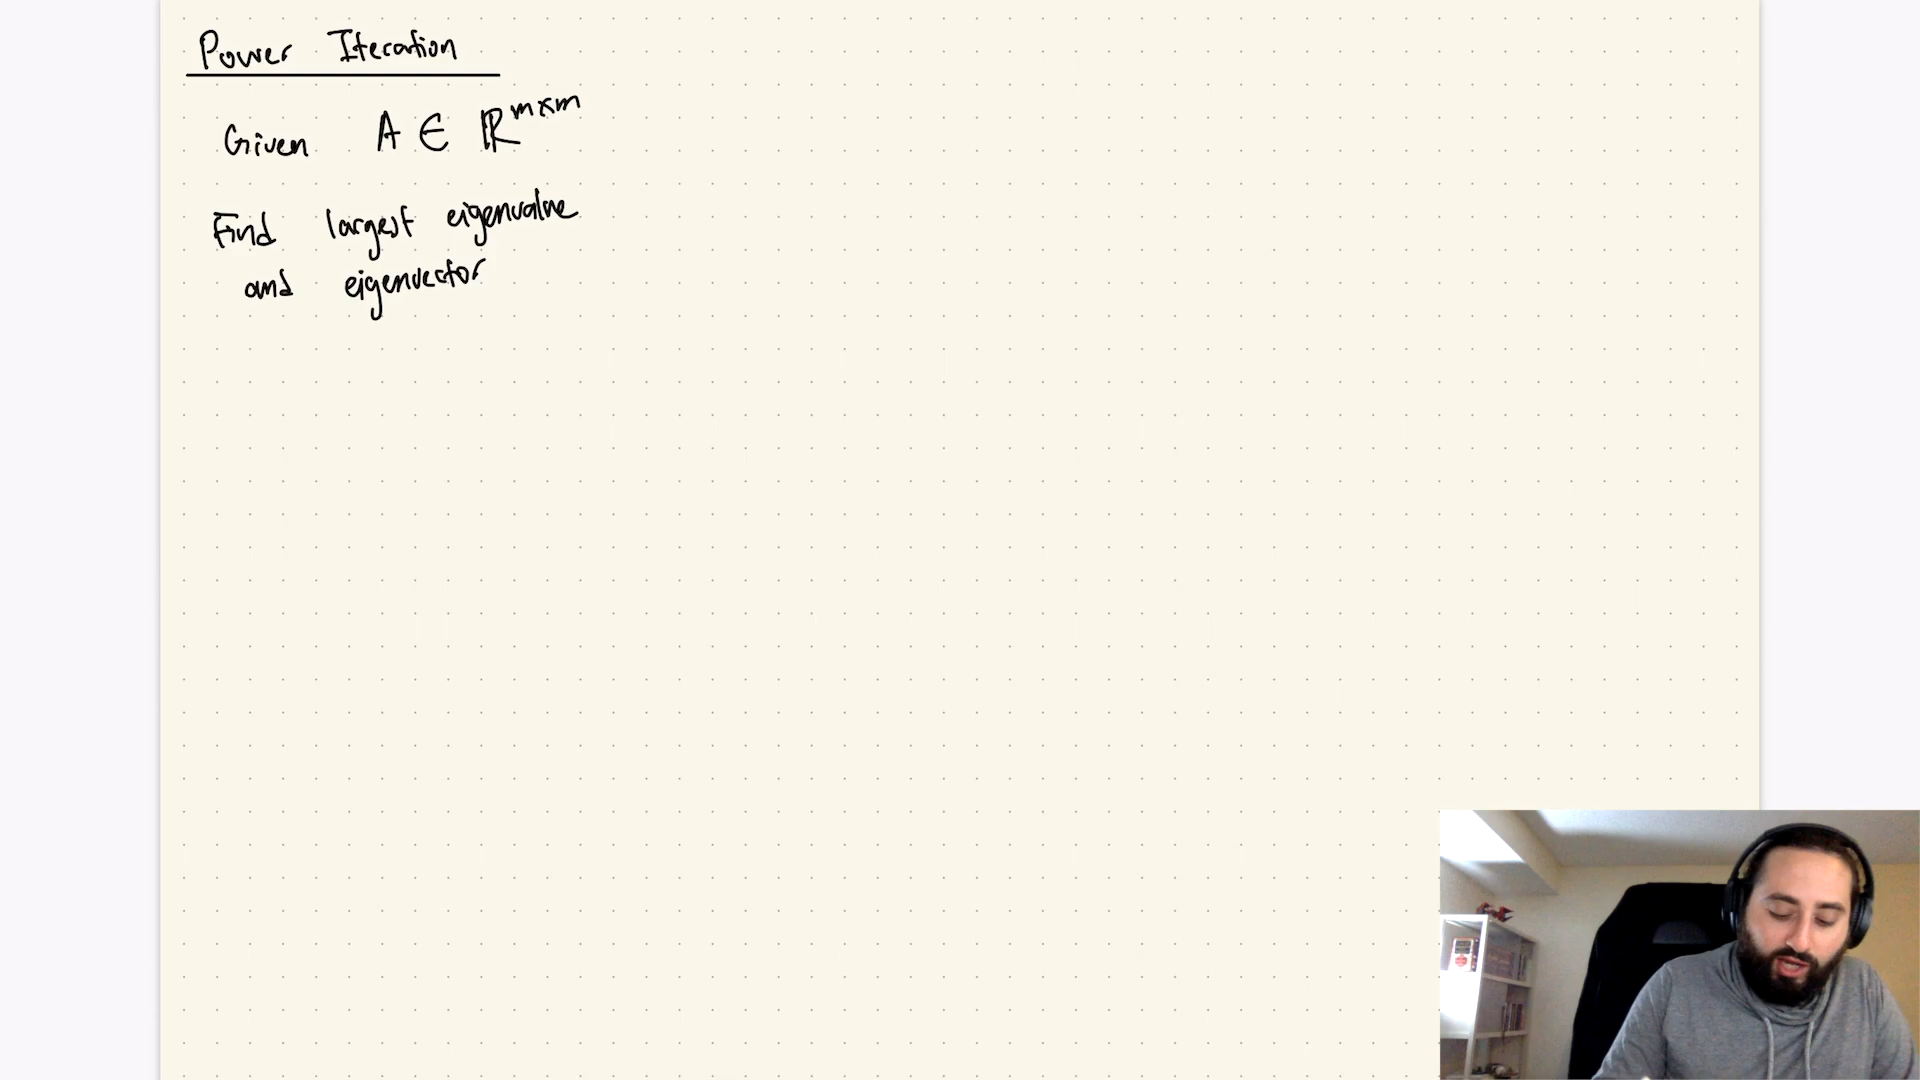 Power Iteration
Given A ∈ ℝ^{m×m}
Find largest eigenvalue
and eigenvector